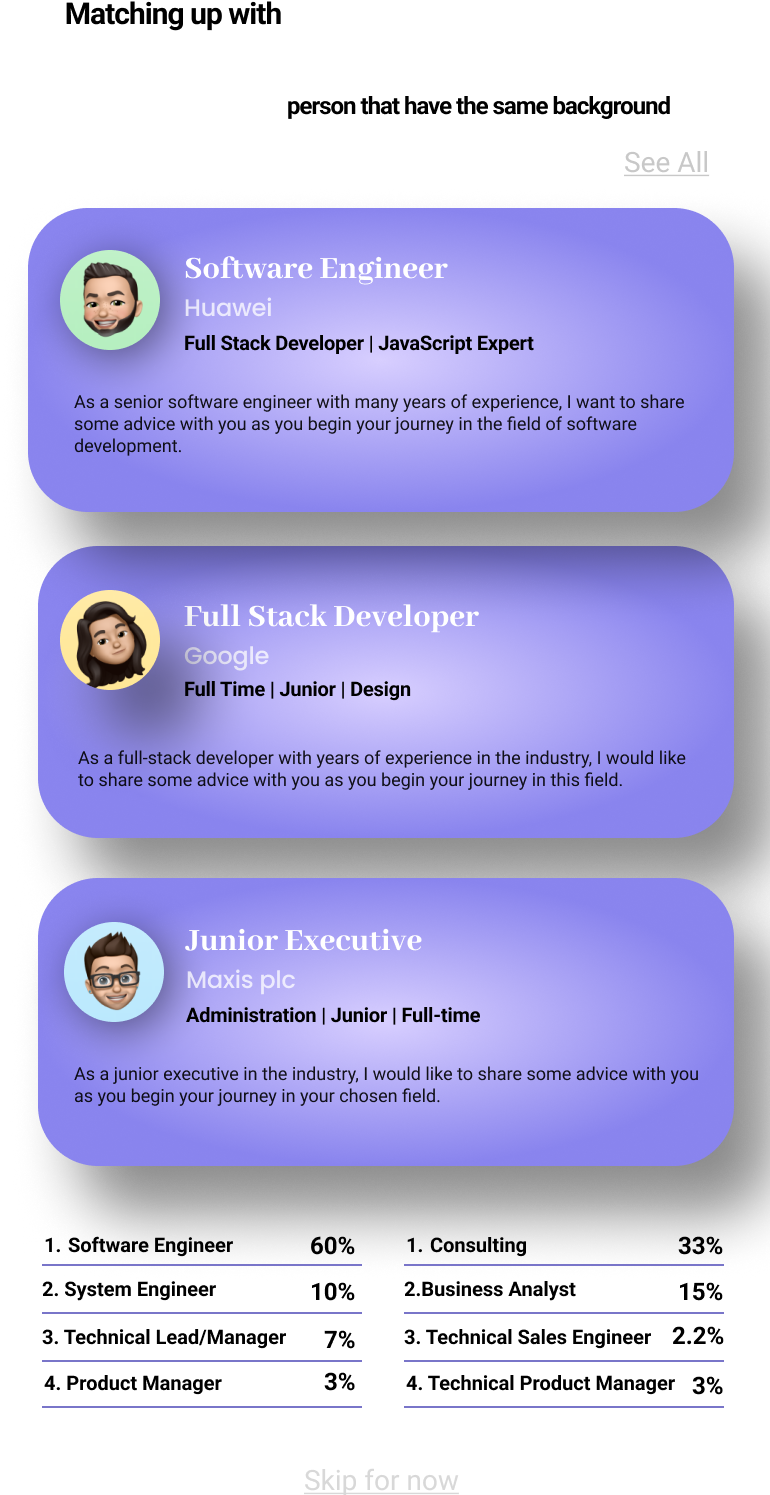 Matching up with
person that have the same background
See All
Software Engineer
Huawei
Full Stack Developer | JavaScript Expert
As a senior software engineer with many years of experience, I want to share
some advice with you as you begin your journey in the field of software
development.
Full Stack Developer
Google
Full Time | Junior | Design
As a full-stack developer with years of experience in the industry, I would like
to share some advice with you as you begin your journey in this field.
Junior Executive
Maxis plc
Administration | Junior | Full-time
As a junior executive in the industry, I would like to share some advice with you
as you begin your journey in your chosen field.
1. Software Engineer 60%
2. System Engineer 10%
3. Technical Lead/Manager 7%
4. Product Manager 3%
1. Consulting 33%
2.Business Analyst 15%
3. Technical Sales Engineer 2.2%
4. Technical Product Manager 3%
Skip for now